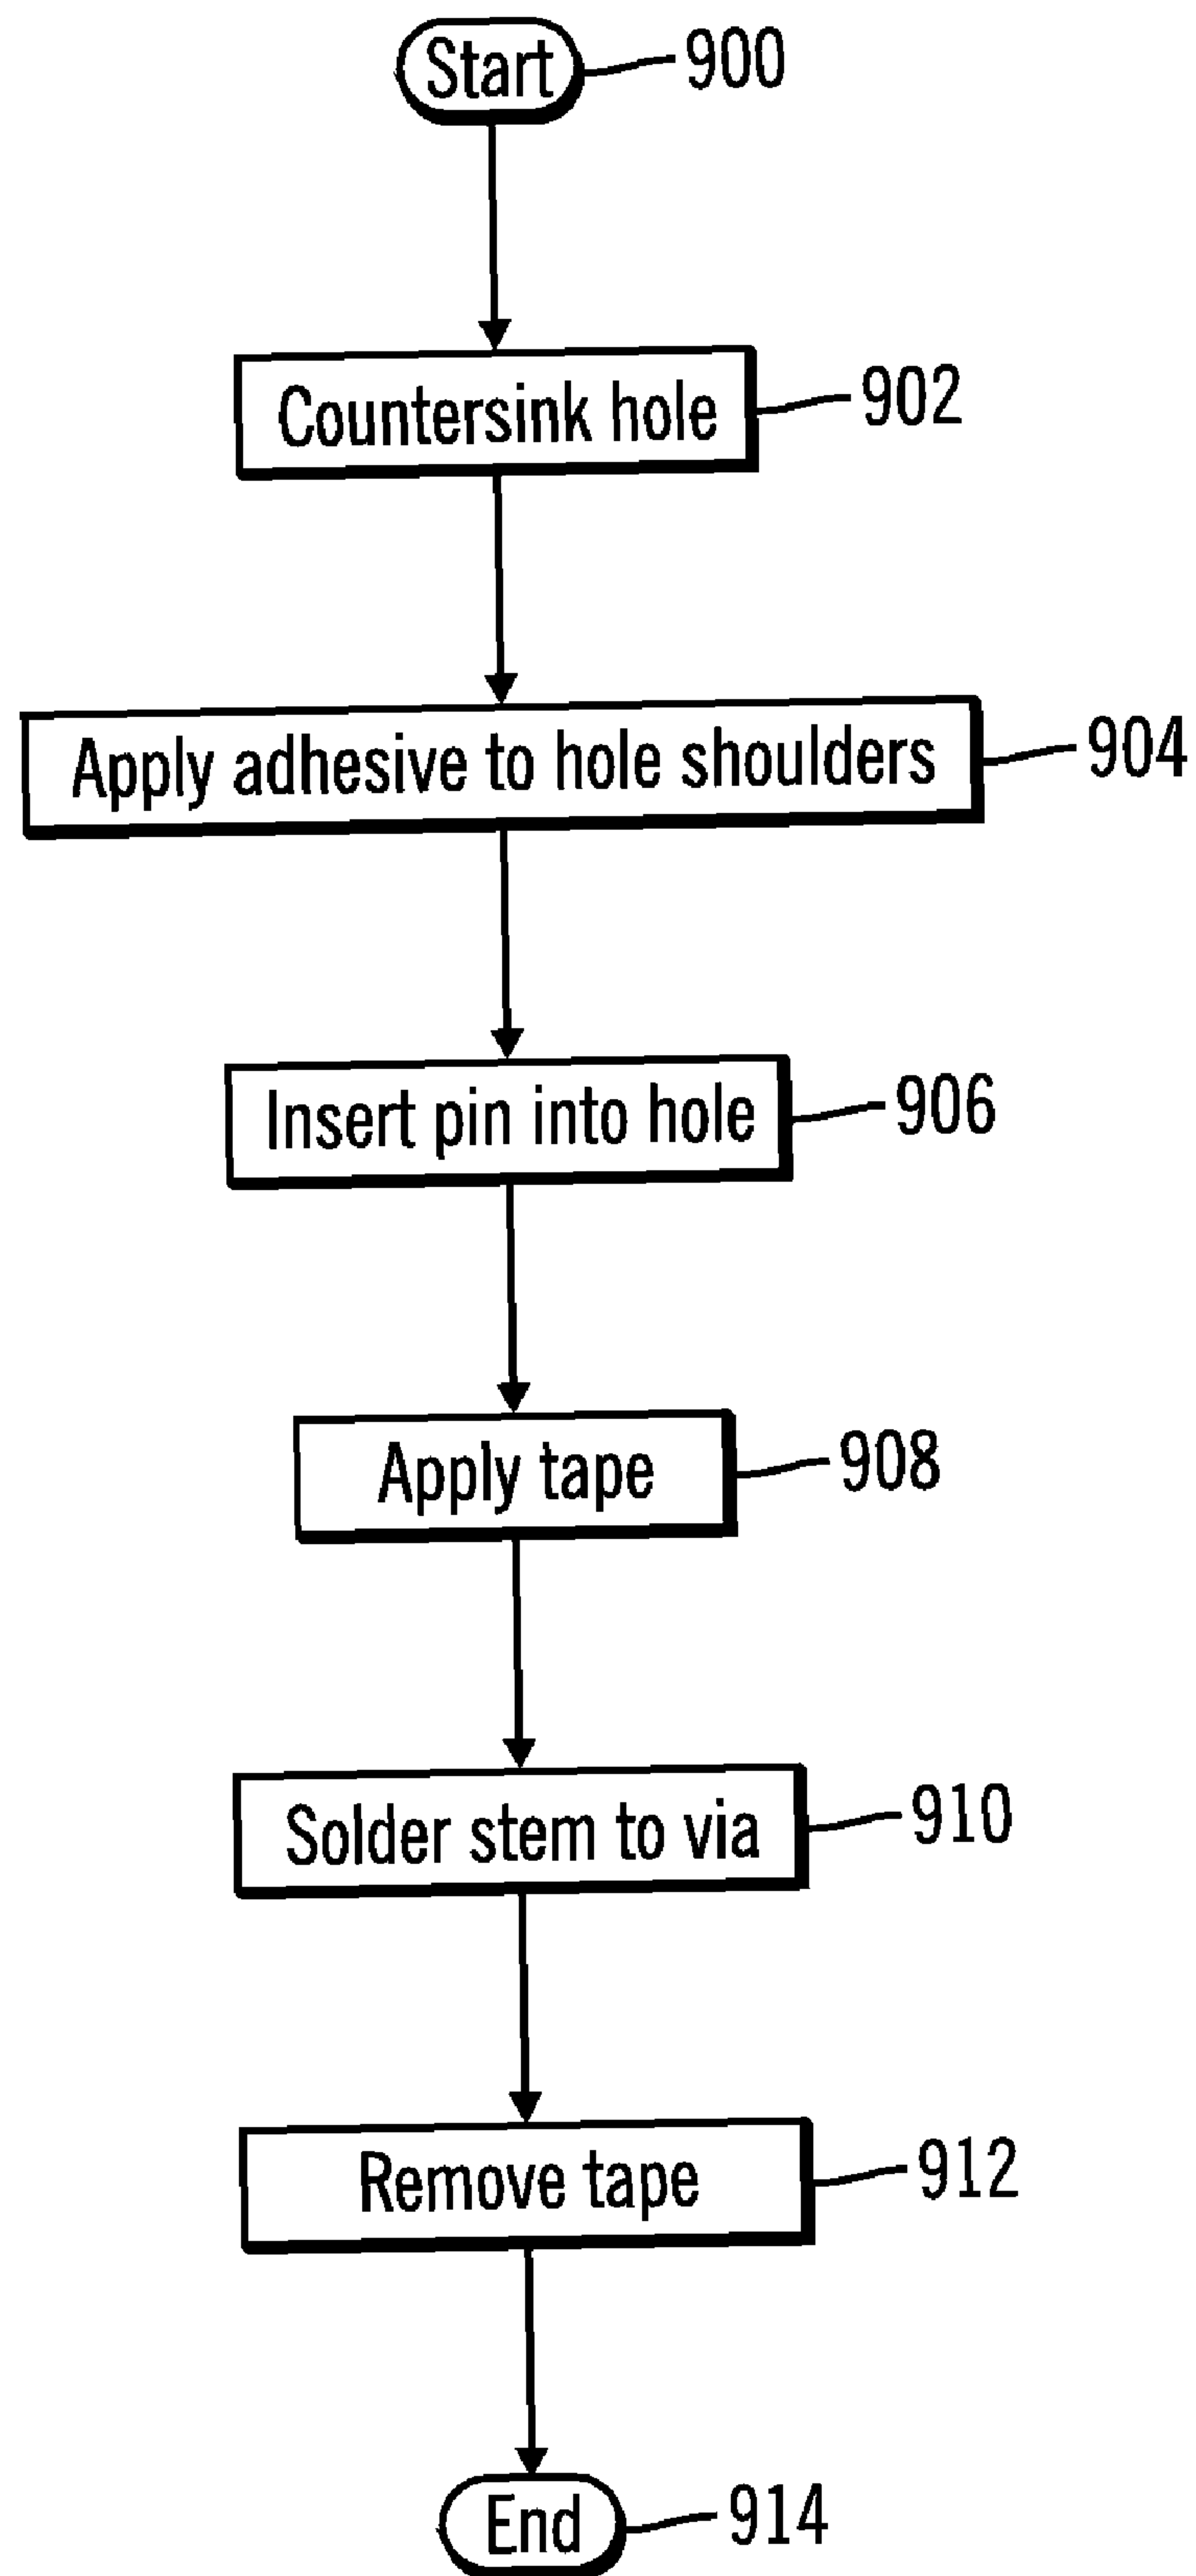 Start 900
Countersink hole 902
Apply adhesive to hole shoulders 904
Insert pin into hole 906
Apply tape 908
Solder stem to via 910
Remove tape 912
End 914